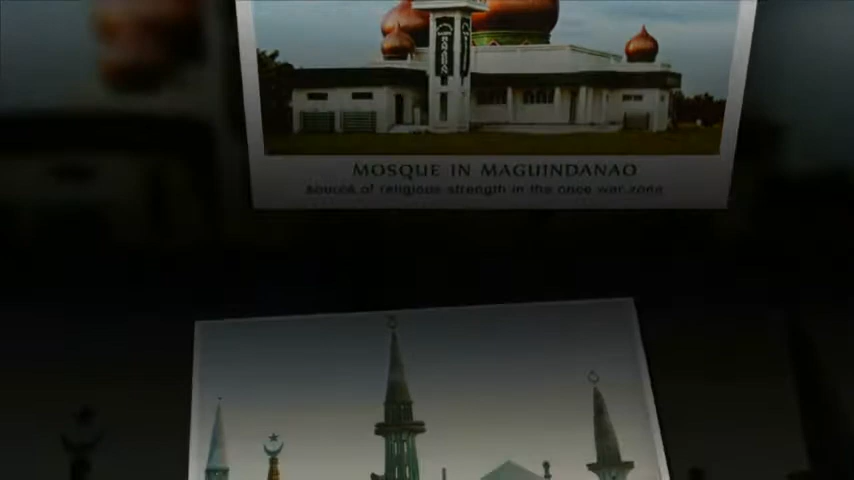 MOSQUE IN MAGUINDANAO
source of religious strength in the once war zone